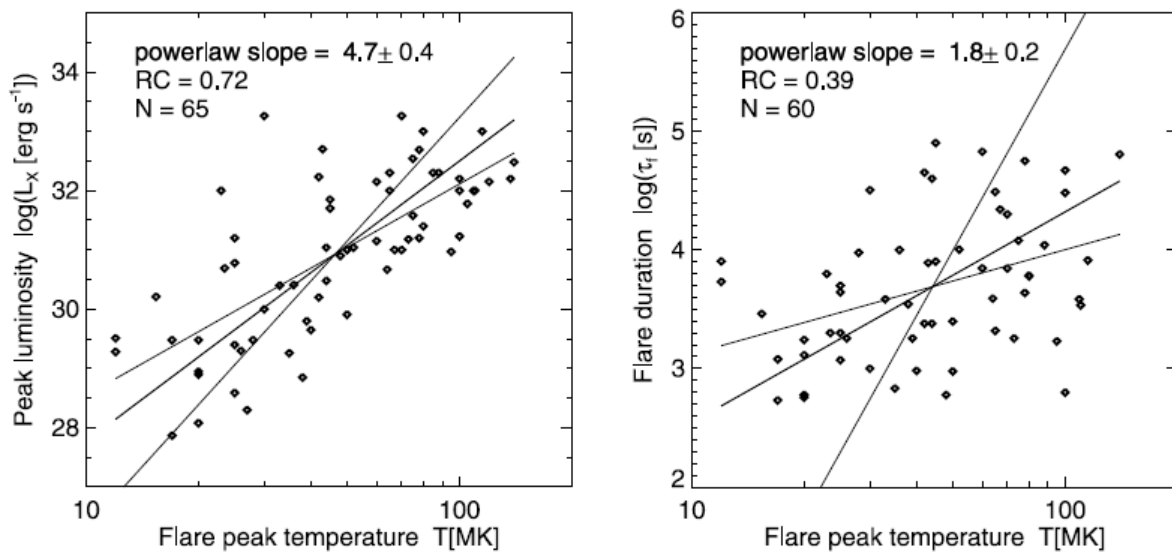 powerlaw slope = 4.7± 0.4
RC = 0.72
N = 65
Peak luminosity log(L_X [erg s⁻¹)
34
32
30
28
10
100
Flare peak temperature T[MK]
powerlaw slope = 1.8± 0.2
RC = 0.39
N = 60
Flare duration log(τ_f [s])
6
5
4
3
2
10
100
Flare peak temperature T[MK]